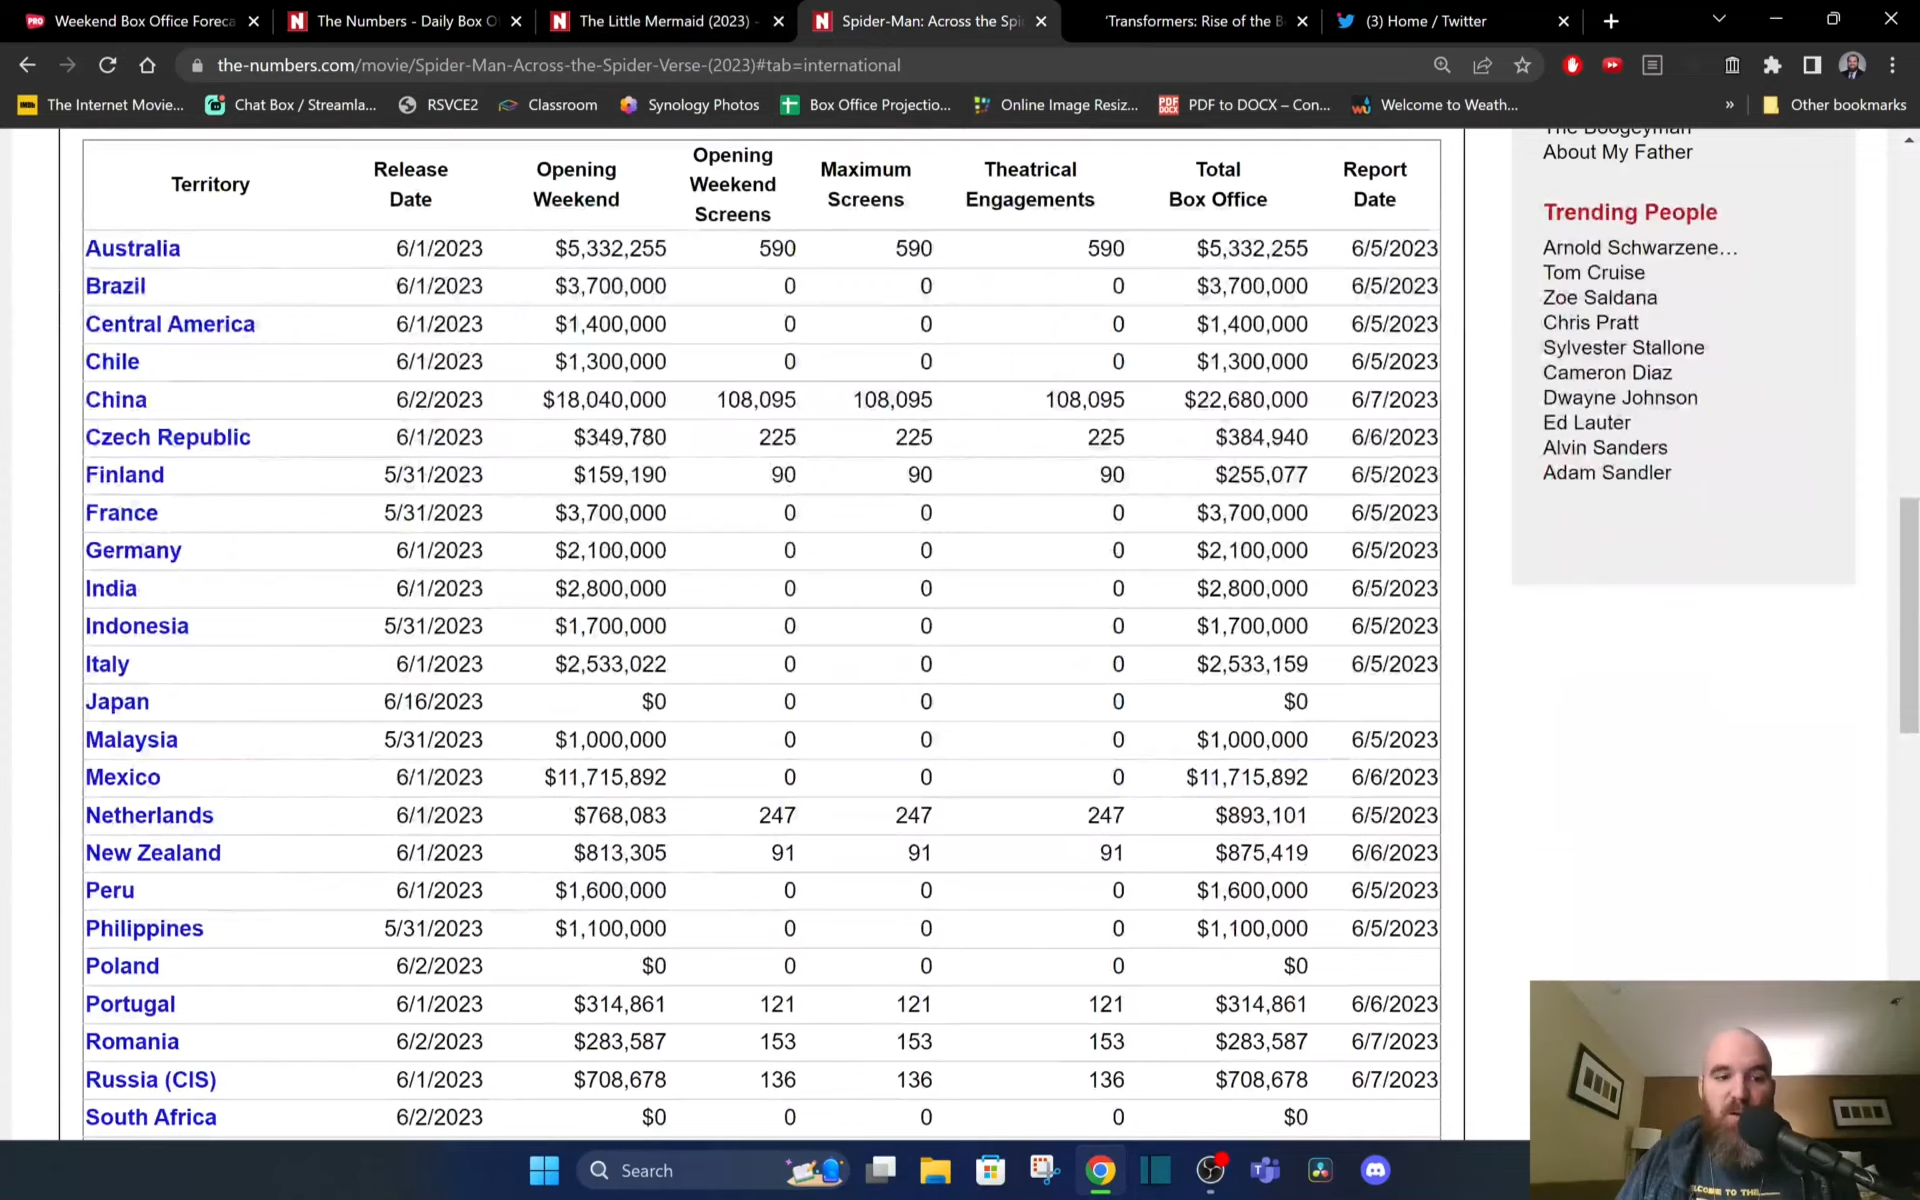 Weekend Box Office Foreca
The Numbers - Daily Box O
The Little Mermaid (2023) -
Spider-Man: Across the Spi
'Transformers: Rise of the B
(3) Home / Twitter
the-numbers.com/movie/Spider-Man-Across-the-Spider-Verse-(2023)#tab=international
The Internet Movie...
Chat Box / Streamla...
RSVCE2
Classroom
Synology Photos
Box Office Projectio...
Online Image Resiz...
PDF to DOCX – Con...
Welcome to Weath...
» Other bookmarks
Territory Release Date Opening Weekend Opening Weekend Screens Maximum Screens Theatrical Engagements Total Box Office Report Date
Australia 6/1/2023 $5,332,255 590 590 590 $5,332,255 6/5/2023
Brazil 6/1/2023 $3,700,000 0 0 0 $3,700,000 6/5/2023
Central America 6/1/2023 $1,400,000 0 0 0 $1,400,000 6/5/2023
Chile 6/1/2023 $1,300,000 0 0 0 $1,300,000 6/5/2023
China 6/2/2023 $18,040,000 108,095 108,095 108,095 $22,680,000 6/7/2023
Czech Republic 6/1/2023 $349,780 225 225 225 $384,940 6/6/2023
Finland 5/31/2023 $159,190 90 90 90 $255,077 6/5/2023
France 5/31/2023 $3,700,000 0 0 0 $3,700,000 6/5/2023
Germany 6/1/2023 $2,100,000 0 0 0 $2,100,000 6/5/2023
India 6/1/2023 $2,800,000 0 0 0 $2,800,000 6/5/2023
Indonesia 5/31/2023 $1,700,000 0 0 0 $1,700,000 6/5/2023
Italy 6/1/2023 $2,533,022 0 0 0 $2,533,159 6/5/2023
Japan 6/16/2023 $0 0 0 0 $0
Malaysia 5/31/2023 $1,000,000 0 0 0 $1,000,000 6/5/2023
Mexico 6/1/2023 $11,715,892 0 0 0 $11,715,892 6/6/2023
Netherlands 6/1/2023 $768,083 247 247 247 $893,101 6/5/2023
New Zealand 6/1/2023 $813,305 91 91 91 $875,419 6/6/2023
Peru 6/1/2023 $1,600,000 0 0 0 $1,600,000 6/5/2023
Philippines 5/31/2023 $1,100,000 0 0 0 $1,100,000 6/5/2023
Poland 6/2/2023 $0 0 0 0 $0
Portugal 6/1/2023 $314,861 121 121 121 $314,861 6/6/2023
Romania 6/2/2023 $283,587 153 153 153 $283,587 6/7/2023
Russia (CIS) 6/1/2023 $708,678 136 136 136 $708,678 6/7/2023
South Africa 6/2/2023 $0 0 0 0 $0
The Boogeyman
About My Father
Trending People
Arnold Schwarzene...
Tom Cruise
Zoe Saldana
Chris Pratt
Sylvester Stallone
Cameron Diaz
Dwayne Johnson
Ed Lauter
Alvin Sanders
Adam Sandler
Search